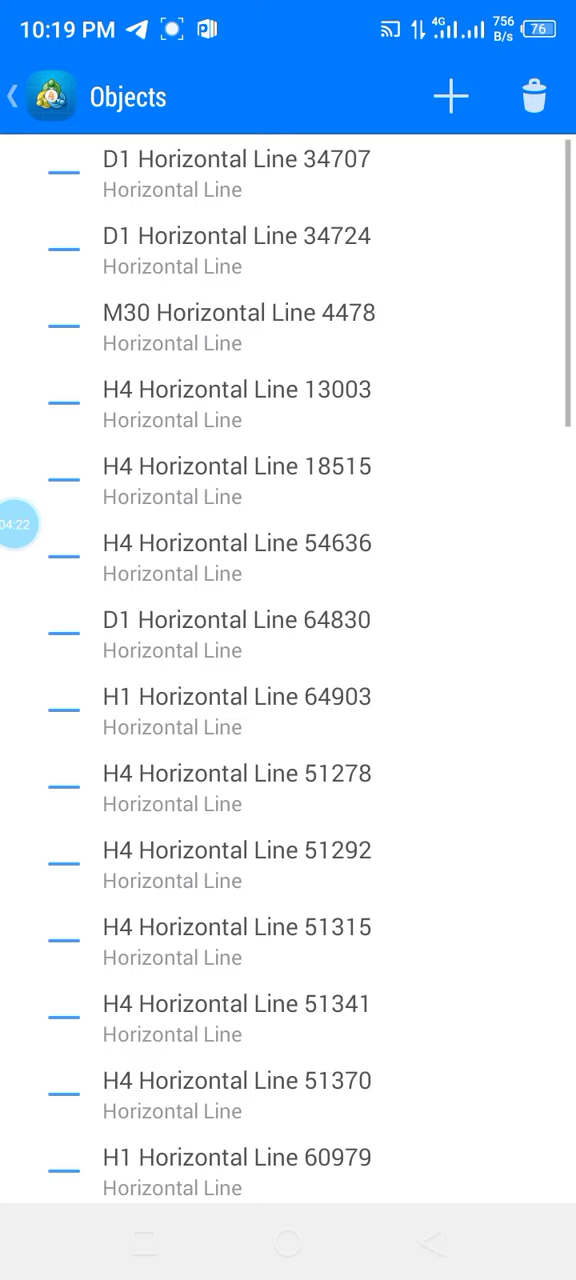 10:19 PM 4G 756 B/s 76
4 Objects
D1 Horizontal Line 34707
Horizontal Line
D1 Horizontal Line 34724
Horizontal Line
M30 Horizontal Line 4478
Horizontal Line
H4 Horizontal Line 13003
Horizontal Line
H4 Horizontal Line 18515
Horizontal Line
04:22
H4 Horizontal Line 54636
Horizontal Line
D1 Horizontal Line 64830
Horizontal Line
H1 Horizontal Line 64903
Horizontal Line
H4 Horizontal Line 51278
Horizontal Line
H4 Horizontal Line 51292
Horizontal Line
H4 Horizontal Line 51315
Horizontal Line
H4 Horizontal Line 51341
Horizontal Line
H4 Horizontal Line 51370
Horizontal Line
H1 Horizontal Line 60979
Horizontal Line